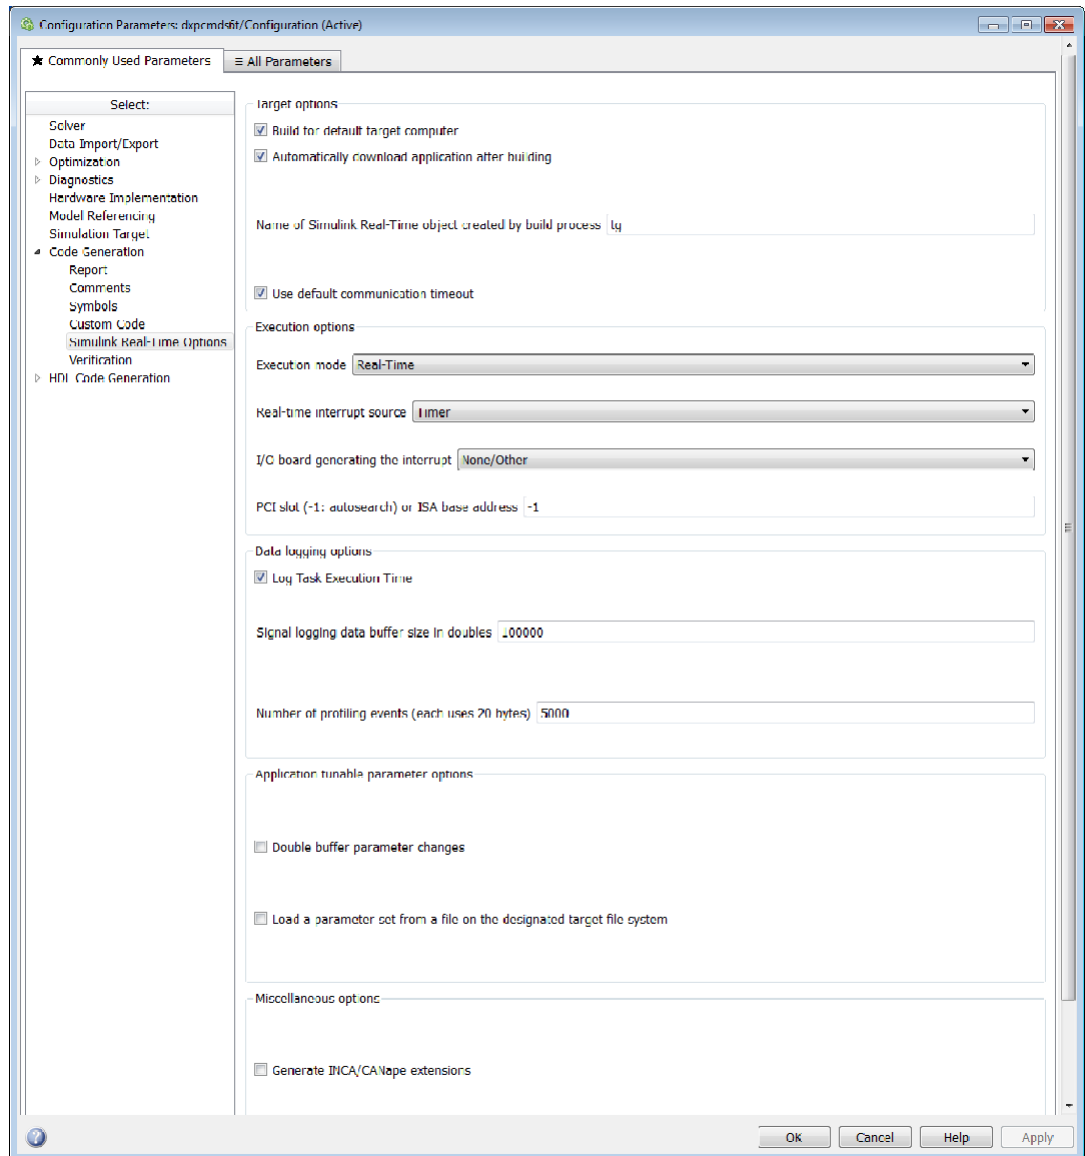 Configuration Parameters: dxpcmds6t/Configuration (Active)
★ Commonly Used Parameters
≡ All Parameters
Select:
Solver
Data Import/Export
Optimization
Diagnostics
Hardware Implementation
Model Referencing
Simulation Target
Code Generation
Report
Comments
Symbols
Custom Code
Simulink Real-Time Options
Verification
HDL Code Generation
Target options
Build for default target computer
Automatically download application after building
Name of Simulink Real-Time object created by build process tg
Use default communication timeout
Execution options
Execution mode Real-Time
Real-time interrupt source Timer
I/O board generating the interrupt None/Other
PCI slot (-1: autosearch) or ISA base address -1
Data logging options
Log Task Execution Time
Signal logging data buffer size in doubles 100000
Number of profiling events (each uses 20 bytes) 5000
Application tunable parameter options
Double buffer parameter changes
Load a parameter set from a file on the designated target file system
Miscellaneous options
Generate INCA/CANape extensions
OK
Cancel
Help
Apply